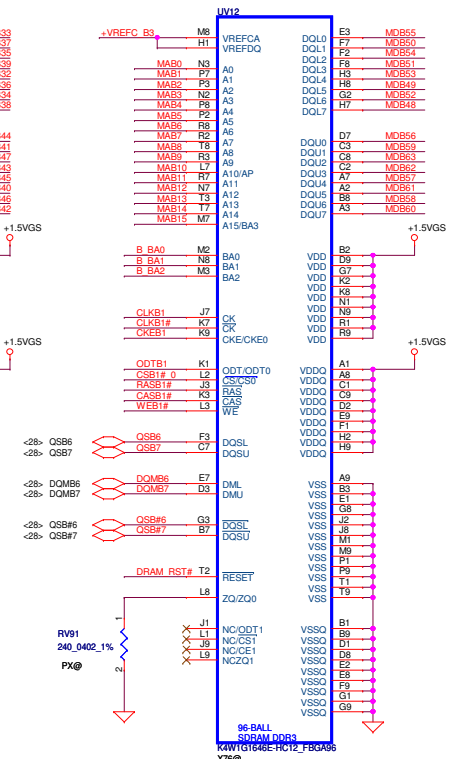 UV12
+VREFC_B3 M8 VREFCA DQL0 E3 MDB55
H1 VREFDQ DQL1 F7 MDB50
DQL2 F2 MDB54
MAB0 N3 A0 DQL3 F8 MDB51
MAB1 P7 A1 DQL4 H3 MDB53
MAB2 P3 A2 DQL5 H8 MDB49
MAB3 N2 A3 DQL6 G2 MDB52
MAB4 P8 A4 DQL7 H7 MDB48
MAB5 P2 A5
MAB6 R8 A6
MAB7 R2 A7 DQU0 D7 MDB56
MAB8 T8 A8 DQU1 C3 MDB59
MAB9 R3 A9 DQU2 C8 MDB63
MAB10 L7 A10/AP DQU3 C2 MDB62
MAB11 R7 A11 DQU4 A7 MDB57
MAB12 N7 A12 DQU5 A2 MDB61
MAB13 T3 A13 DQU6 B8 MDB58
MAB14 T7 A14 DQU7 A3 MDB60
MAB15 M7 A15/BA3
+1.5VGS +1.5VGS
B_BA0 M2 BA0 VDD B2
B_BA1 N8 BA1 VDD D9
B_BA2 M3 BA2 VDD G7
VDD K2
VDD K8
VDD N1
CLKB1 J7 CK VDD N9
CLKB1# K7 CK VDD R1
CKEB1 K9 CKE/CKE0 VDD R9
+1.5VGS +1.5VGS
ODTB1 K1 ODT/ODT0 VDDQ A1
CSB1#_0 L2 CS/CS0 VDDQ A8
RASB1# J3 RAS VDDQ C1
CASB1# K3 CAS VDDQ C9
WEB1# L3 WE VDDQ D2
VDDQ E9
VDDQ F1
<28> QSB6 QSB6 F3 DQSL VDDQ H2
<28> QSB7 QSB7 C7 DQSU VDDQ H9
<28> DQMB6 DQMB6 E7 DML VSS A9
<28> DQMB7 DQMB7 D3 DMU VSS B3
VSS E1
VSS G8
<28> QSB#6 QSB#6 G3 DQSL VSS J2
<28> QSB#7 QSB#7 B7 DQSU VSS J8
VSS M1
VSS M9
VSS P1
DRAM_RST# T2 RESET VSS P9
VSS T1
L8 ZQ/ZQ0 VSS T9
1
J1 NC/ODT1 VSSQ B1
RV91 L1 NC/CS1 VSSQ B9
240_0402_1% J9 NC/CE1 VSSQ D1
L9 NCZQ1 VSSQ D8
PX@ 2 VSSQ E2
VSSQ E8
VSSQ F9
VSSQ G1
VSSQ G9
96-BALL
SDRAM DDR3
K4W1G1646E-HC12_FBGA96
X76@